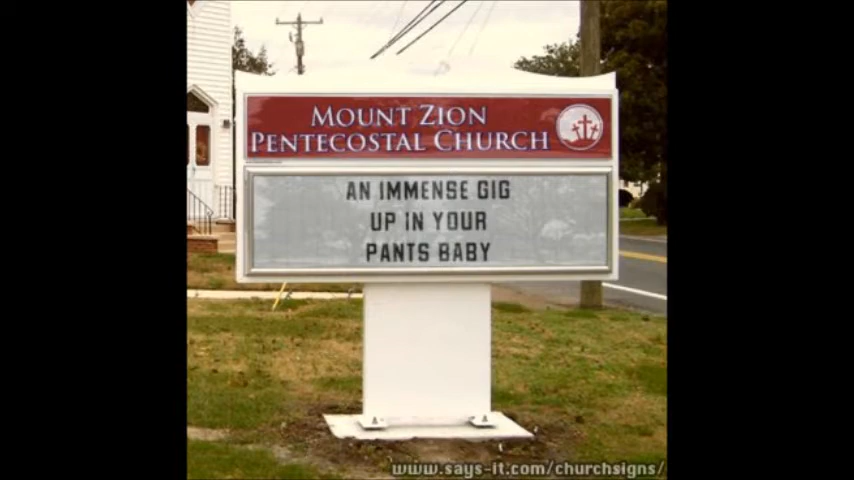 MOUNT ZION
PENTECOSTAL CHURCH
AN IMMENSE GIG
UP IN YOUR
PANTS BABY
www.says-it.com/churchsigns/